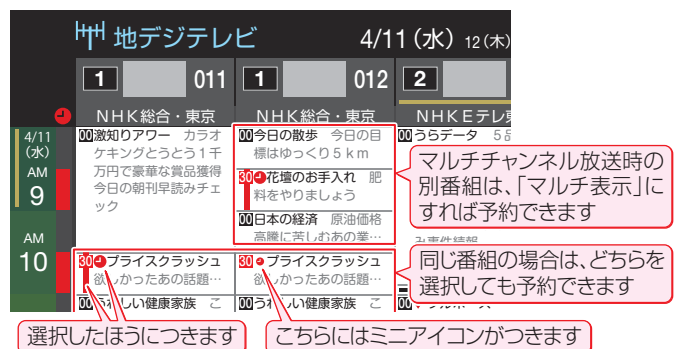 地デジテレビ 4/11(水) 12(木)
1 011 1 012 2
NHK総合・東京 NHK総合・東京 NHKEテレ東
4/11
(水)
AM
9
00激知りアワー カラオ
ケキングとうとう1千
万円で豪華な賞品獲得
今日の朝刊早読みチェ
ック
00今日の散歩 今日の目
標はゆっくり5km
30花壇のお手入れ 肥
料をやりましょう
00日本の経済 原油価格
高騰に苦しむあの業…
00うらデータ 5
マルチチャンネル放送時の
別番組は、「マルチ表示」に
すれば予約できます
AM
10
30プライスクラッシュ
欲しかったあの話題…
00うれしい健康家族 こ
30プライスクラッシュ
欲しかったあの話題…
00うれしい健康家族 こ
同じ番組の場合は、どちらを
選択しても予約できます
選択したほうにつきます
こちらにはミニアイコンがつきます